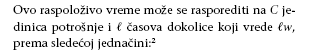 Ovo raspoloživo vreme može se rasporediti na C je-
dinica potrošnje i ℓ časova dokolice koji vrede ℓw,
prema sledećoj jednačini:²